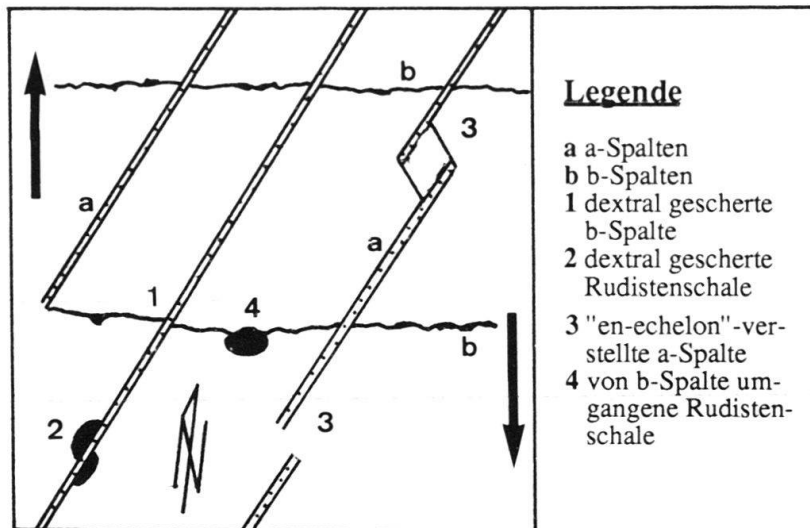 b
3
a
a
1
4
b
2
3
N
Legende
a a-Spalten
b b-Spalten
1 dextral gescherte
b-Spalte
2 dextral gescherte
Rudistenschale
3 "en-echelon"-ver-
stellte a-Spalte
4 von b-Spalte um-
gangene Rudisten-
schale